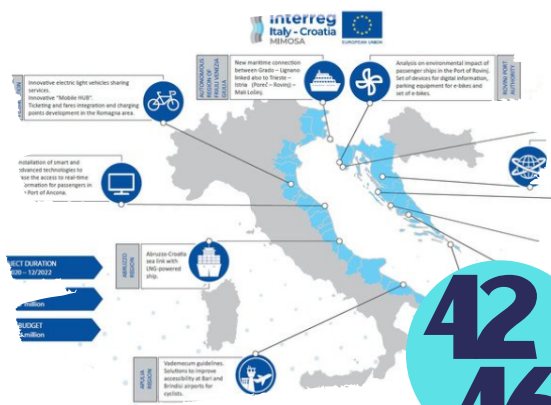 Interreg
Italy - Croatia
MIMOSA
EUROPEAN UNION
Innovative electric light vehicles sharing
services.
Innovative "Mobile HUB".
Ticketing and fares integration and charging
points development in the Romagna area.
AUTONOMOUS
REGION OF
FRIULI VENEZIA
GIULIA
New maritime connection
between Grado – Lignano
linked also to Trieste –
Istria (Poreč – Rovinj) –
Mali Lošinj.
Analysis on environmental impact of
passenger ships in the Port of Rovinj.
Set of devices for digital information,
parking equipment for e-bikes and
set of e-bikes.
ROVINJ PORT
AUTHORITY
installation of smart and
advanced technologies to
the access to real-time
formation for passengers in
Port of Ancona.
ABRUZZO
REGION
Abruzzo-Croatia
sea link with
LNG-powered
ship.
DURATION
– 12/2022
million
BUDGET
million
APULIA
REGION
Vademecum guidelines.
Solutions to improve
accessibility at Bari and
Brindisi airports for
cyclists.
42
46